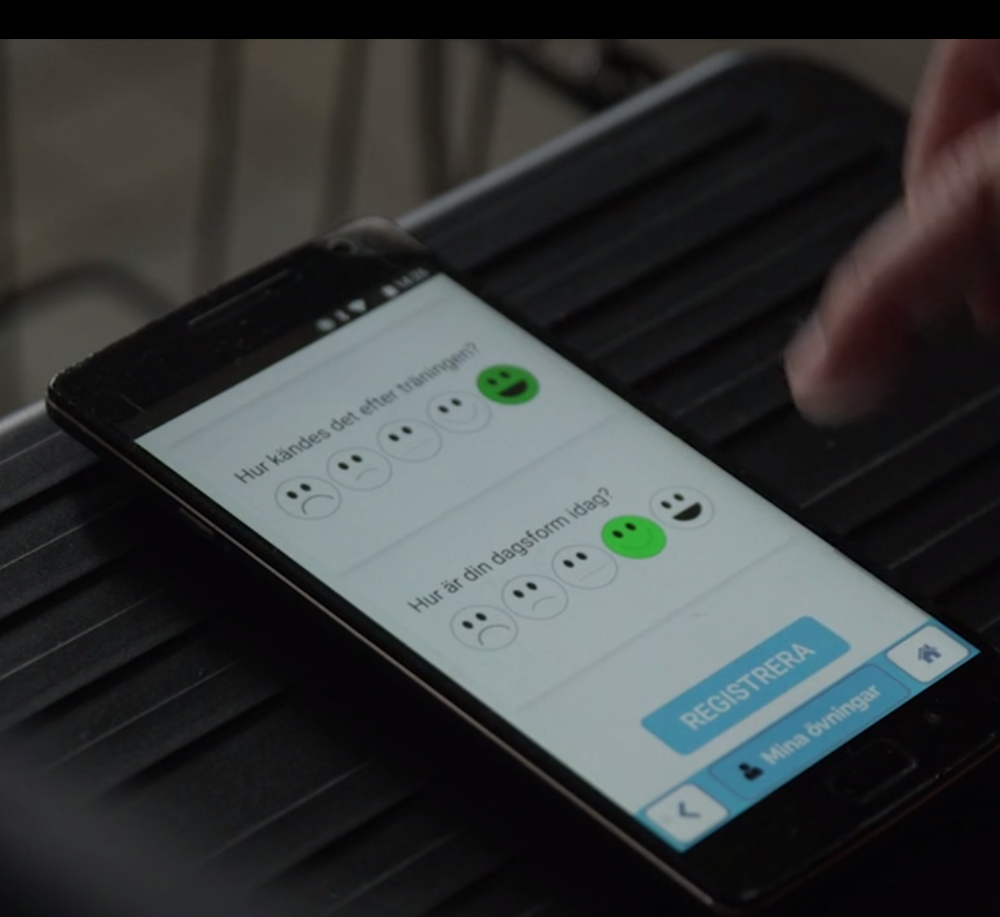 Hur kändes det efter träningen?
Hur är din dagsform idag?
REGISTRERA
Mina övningar